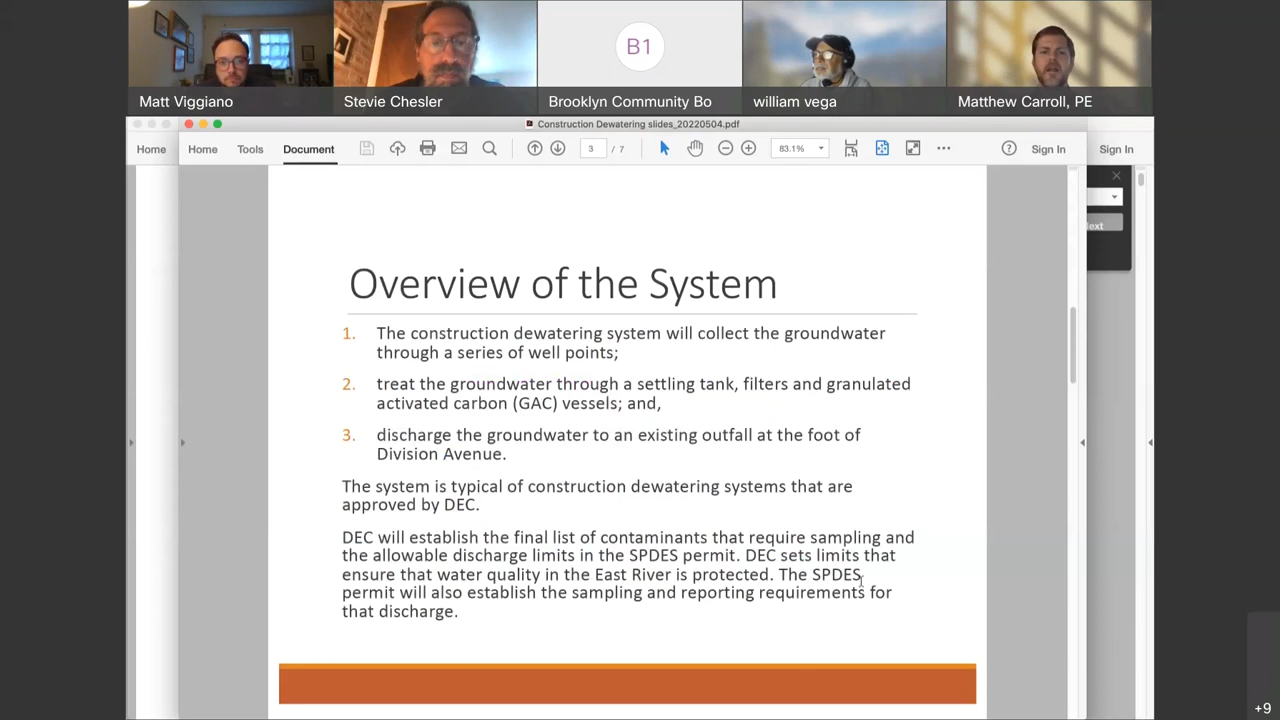 B1
Matt Viggiano
Stevie Chesler
Brooklyn Community Bo
william vega
Matthew Carroll, PE
Construction Dewatering slides_20220504.pdf
Home
Home
Tools
Document
3 / 7
83.1%
Sign In
Sign In
ext
Overview of the System
1. The construction dewatering system will collect the groundwater
through a series of well points;
2. treat the groundwater through a settling tank, filters and granulated
activated carbon (GAC) vessels; and,
3. discharge the groundwater to an existing outfall at the foot of
Division Avenue.
The system is typical of construction dewatering systems that are
approved by DEC.
DEC will establish the final list of contaminants that require sampling and
the allowable discharge limits in the SPDES permit. DEC sets limits that
ensure that water quality in the East River is protected. The SPDES
permit will also establish the sampling and reporting requirements for
that discharge.
+9